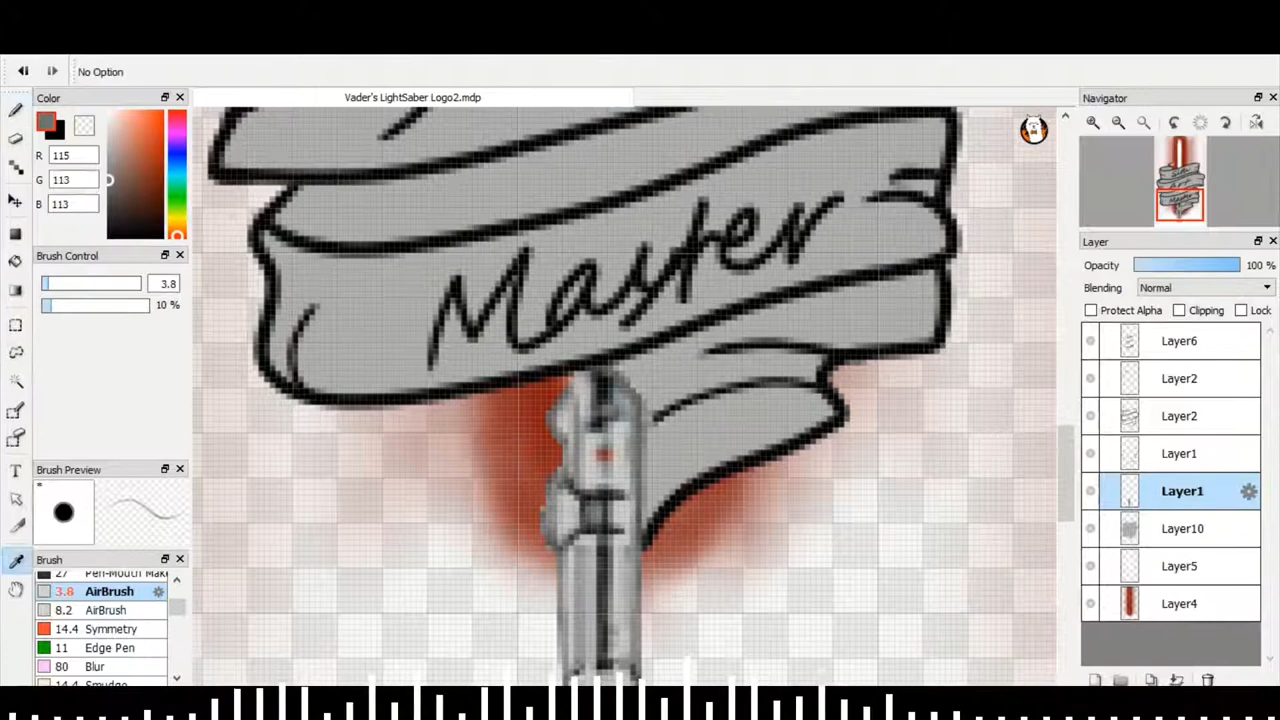 No Option
Color
Vader's LightSaber Logo2.mdp
Navigator
R 115
G 113
B 113
Brush Control
3.8
10 %
Master
Layer
Opacity 100 %
Blending Normal
Protect Alpha Clipping Lock
Layer6
Layer2
Layer2
Layer1
Layer1
Layer10
Layer5
Layer4
Brush Preview
Brush
27 Pen-Mouth Make
3.8 AirBrush
8.2 AirBrush
14.4 Symmetry
11 Edge Pen
80 Blur
14.4 Smudge